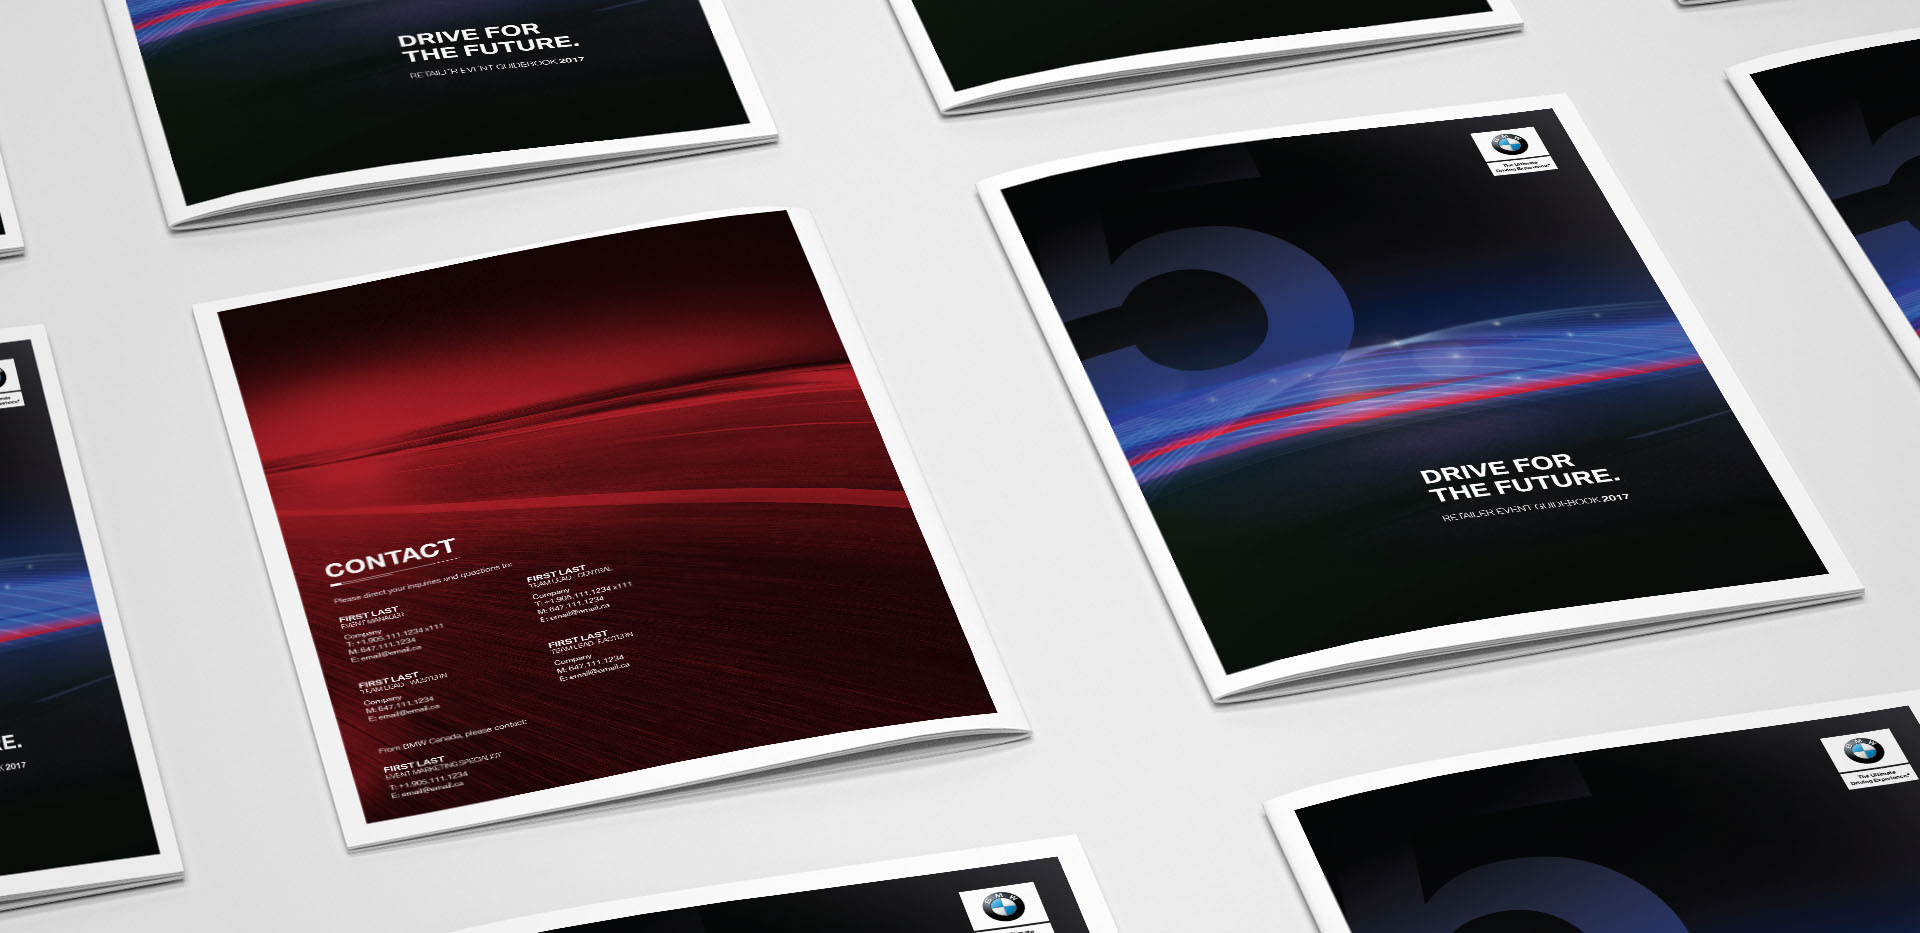 DRIVE FOR
THE FUTURE.
RETAILER EVENT GUIDEBOOK 2017
BMW
The Ultimate
Driving Experience.®
DRIVE FOR
THE FUTURE.
RETAILER EVENT GUIDEBOOK 2017
CONTACT
Please direct your inquiries and questions to:
FIRST LAST
EVENT MANAGER
Company
T: +1.905.111.1234 x111
M: 647.111.1234
E: email@email.ca
FIRST LAST
TEAM LEAD - WESTERN
Company
M: 647.111.1234
E: email@email.ca
From BMW Canada, please contact:
FIRST LAST
EVENT MARKETING SPECIALIST
T: +1.905.111.1234
E: email@email.ca
FIRST LAST
TEAM LEAD - CENTRAL
Company
T: +1.905.111.1234 x111
M: 647.111.1234
E: email@email.ca
FIRST LAST
TEAM LEAD - EASTERN
Company
M: 647.111.1234
E: email@email.ca
RE.
2017
BMW
BMW
The Ultimate
Driving Experience.®